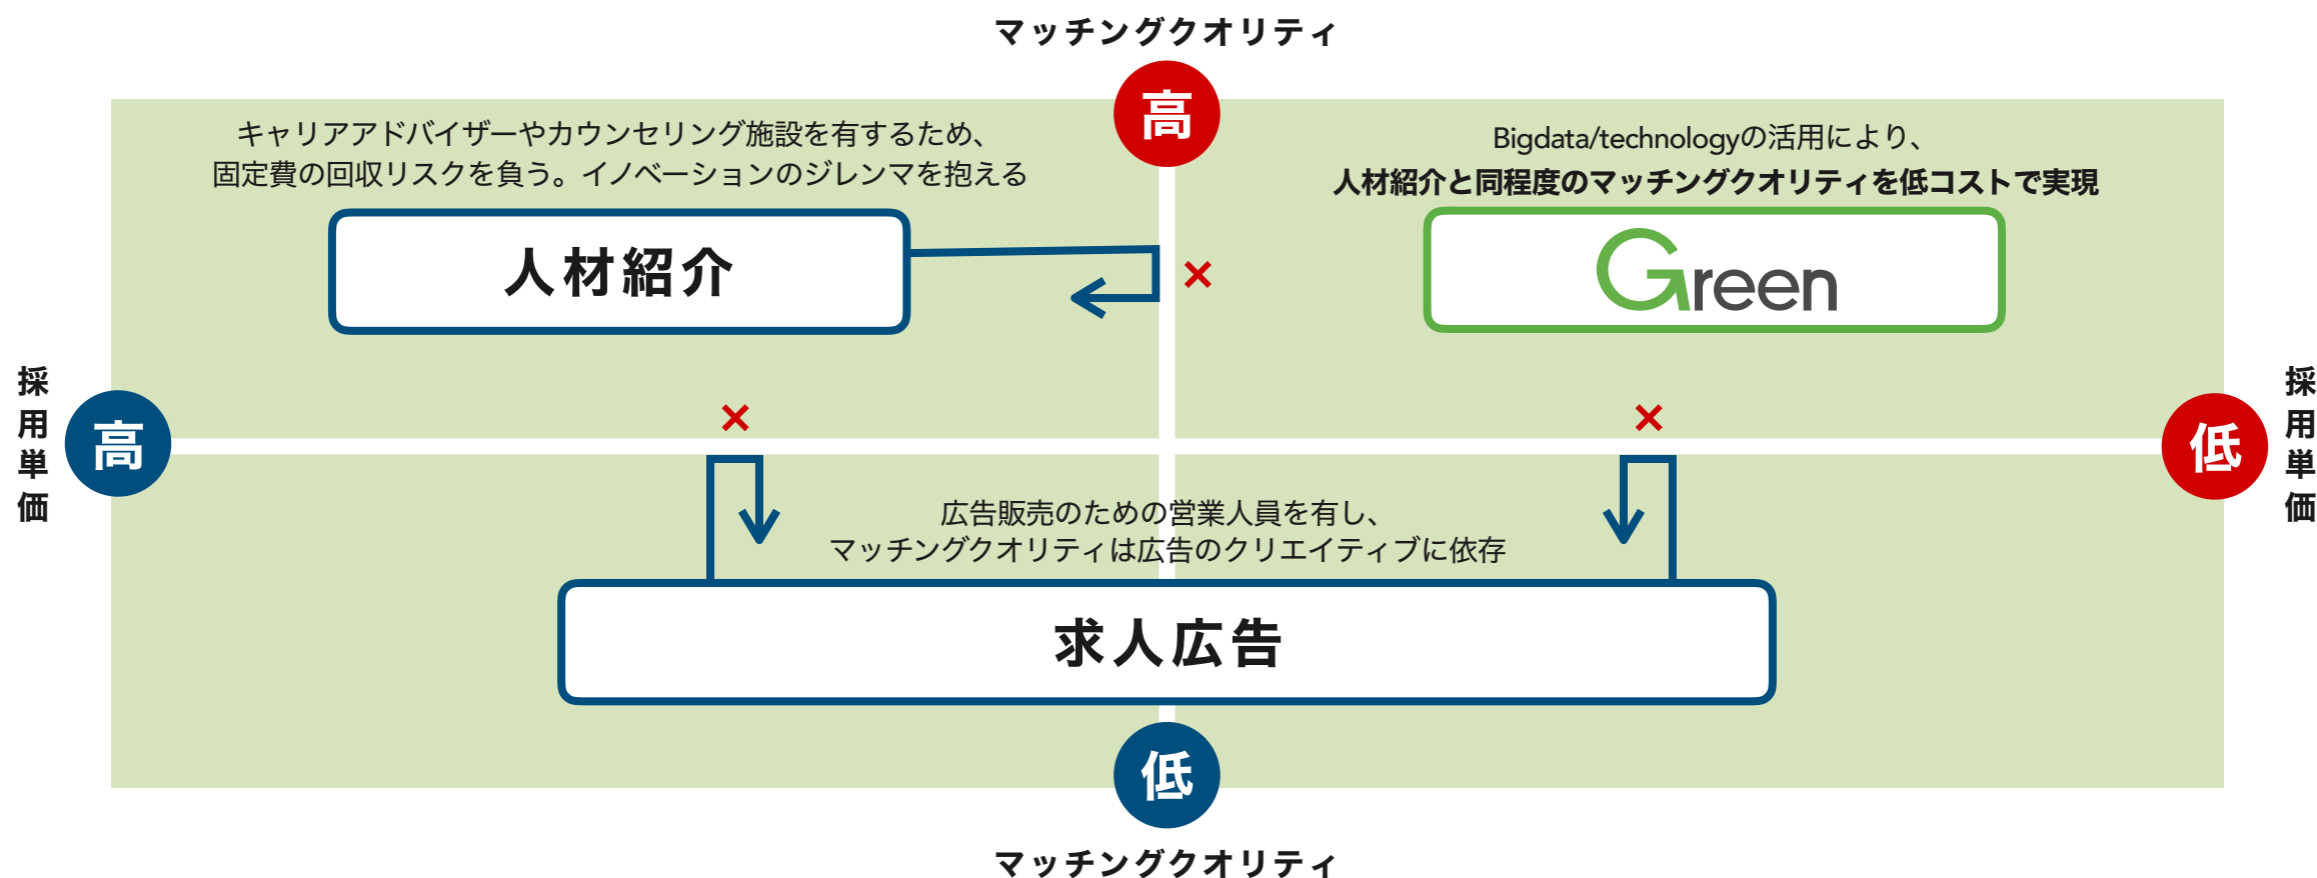 マッチングクオリティ
高
キャリアアドバイザーやカウンセリング施設を有するため、
固定費の回収リスクを負う。イノベーションのジレンマを抱える
人材紹介
×
Bigdata/technologyの活用により、
人材紹介と同程度のマッチングクオリティを低コストで実現
Green
採用単価
高
×
×
低
採用単価
広告販売のための営業人員を有し、
マッチングクオリティは広告のクリエイティブに依存
求人広告
低
マッチングクオリティ